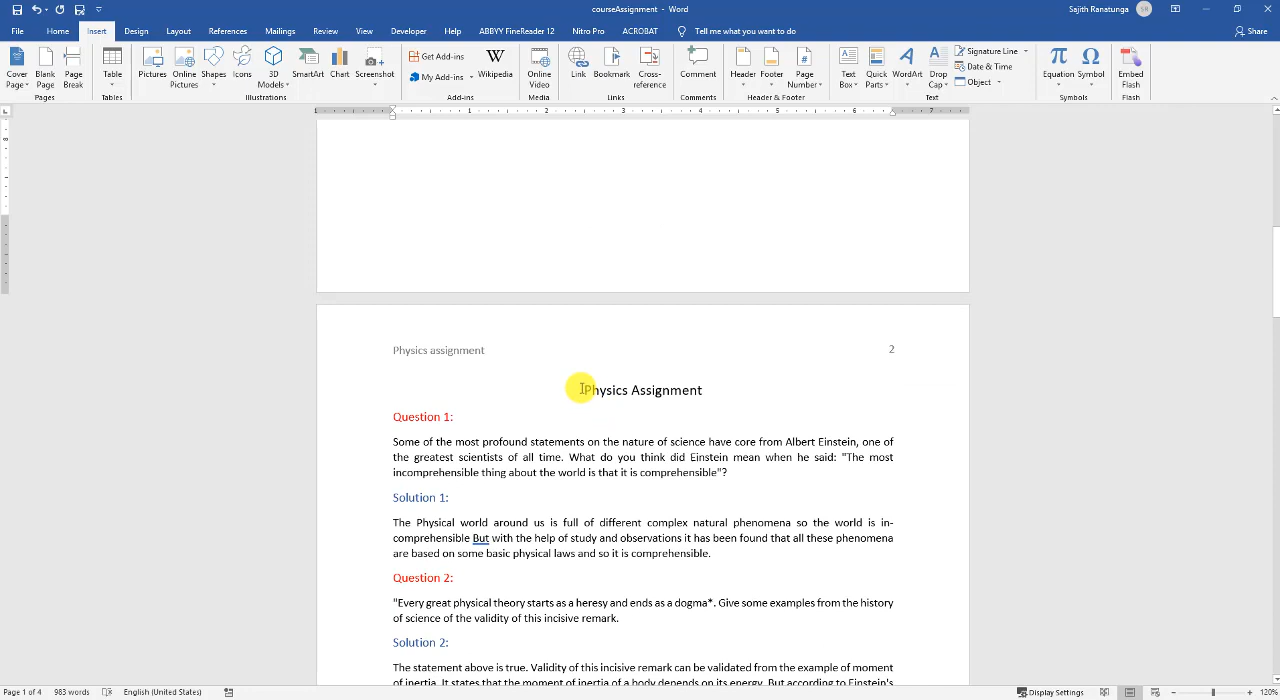 courseAssignment - Word
Sajith Ranatunga SR
File Home Insert Design Layout References Mailings Review View Developer Help ABBYY FineReader 12 Nitro Pro ACROBAT Tell me what you want to do Share
Cover Page Blank Page Page Break
Pages
Table
Tables
Pictures Online Pictures Shapes Icons 3D Models SmartArt Chart Screenshot
Illustrations
Get Add-ins
My Add-ins
Wikipedia
Add-ins
Online Video
Media
Link Bookmark Cross-reference
Links
Comment
Comments
Header Footer Page Number
Header & Footer
Text Box Quick Parts WordArt Drop Cap
Signature Line
Date & Time
Object
Text
Equation Symbol
Symbols
Embed Flash
Flash
1 1 2 3 4 5 6 7
Physics assignment 2
Physics Assignment
Question 1:
Some of the most profound statements on the nature of science have core from Albert Einstein, one of
the greatest scientists of all time. What do you think did Einstein mean when he said: "The most
incomprehensible thing about the world is that it is comprehensible"?
Solution 1:
The Physical world around us is full of different complex natural phenomena so the world is in-
comprehensible But with the help of study and observations it has been found that all these phenomena
are based on some basic physical laws and so it is comprehensible.
Question 2:
"Every great physical theory starts as a heresy and ends as a dogma*. Give some examples from the history
of science of the validity of this incisive remark.
Solution 2:
The statement above is true. Validity of this incisive remark can be validated from the example of moment
of inertia. It states that the moment of inertia of a body depends on its energy. But according to Einstein's
Page 1 of 4 983 words English (United States) Display Settings 120%